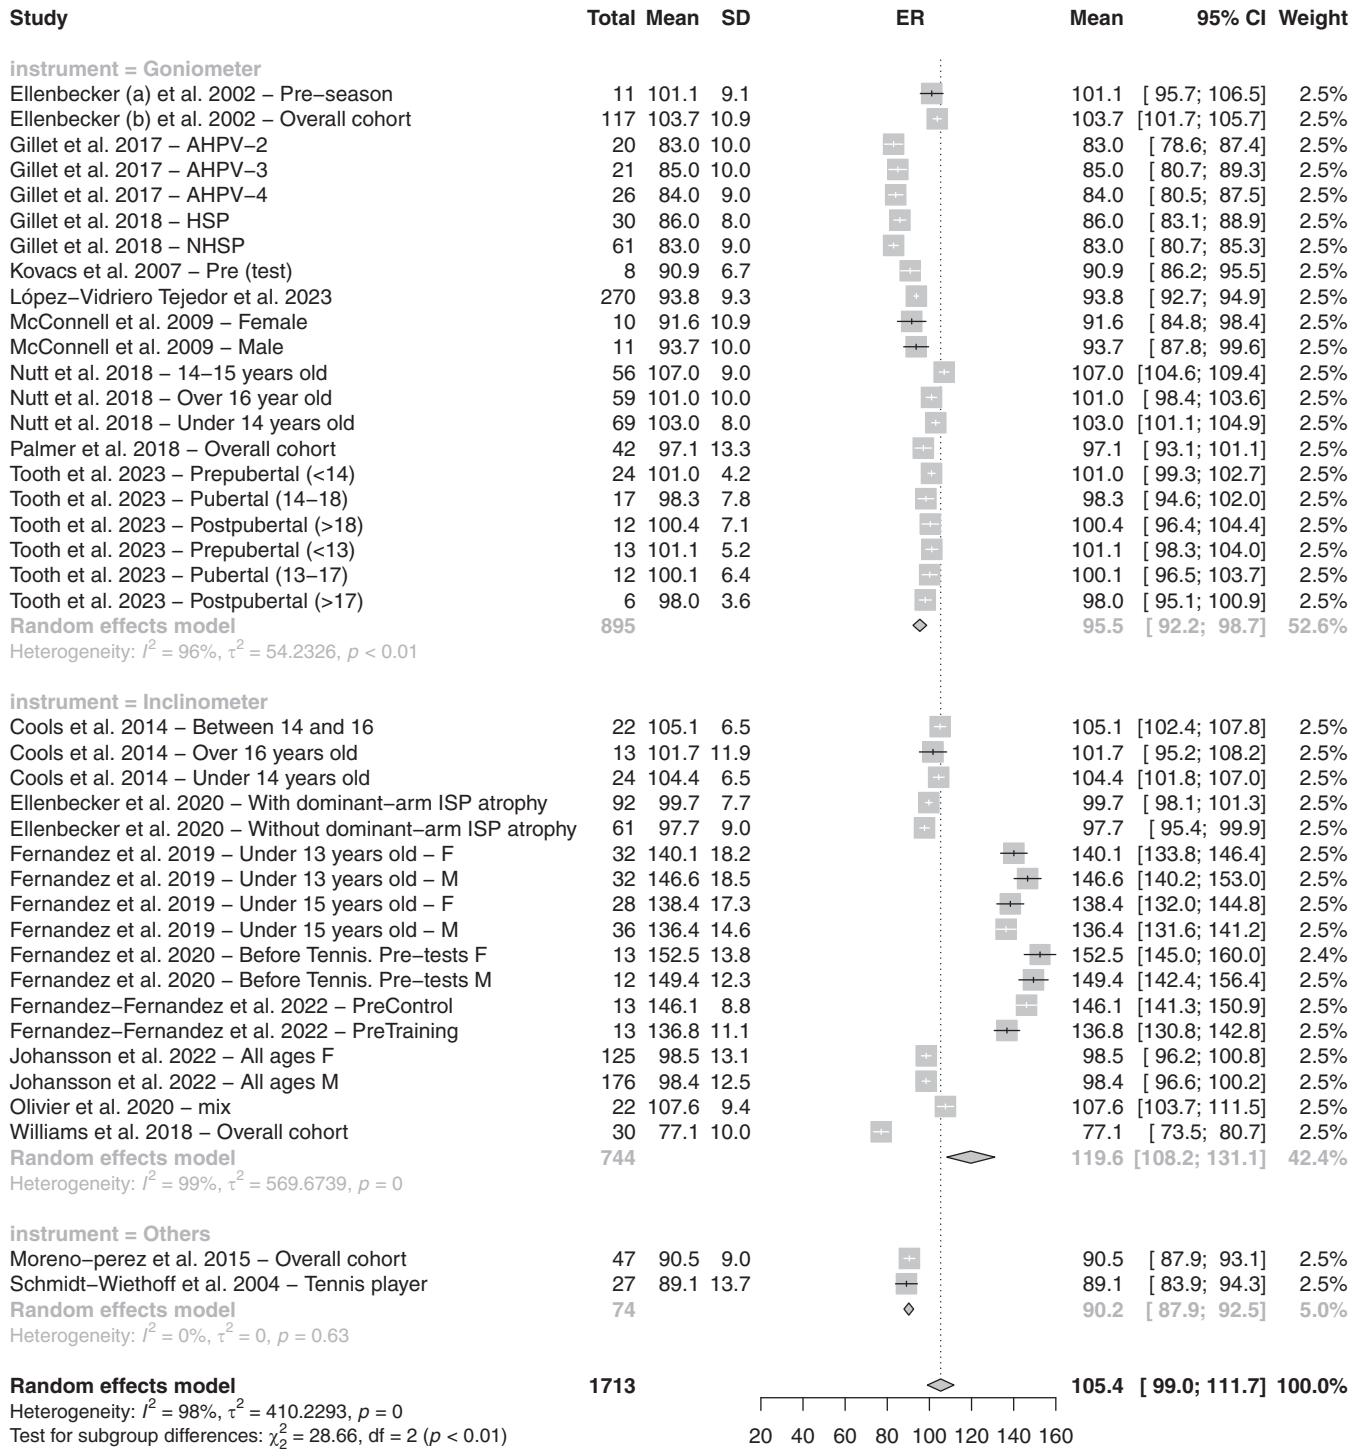 Study Total Mean SD ER Mean 95% CI Weight
instrument = Goniometer
Ellenbecker (a) et al. 2002 − Pre−season 11 101.1 9.1 101.1 [ 95.7; 106.5] 2.5%
Ellenbecker (b) et al. 2002 − Overall cohort 117 103.7 10.9 103.7 [101.7; 105.7] 2.5%
Gillet et al. 2017 − AHPV−2 20 83.0 10.0 83.0 [ 78.6; 87.4] 2.5%
Gillet et al. 2017 − AHPV−3 21 85.0 10.0 85.0 [ 80.7; 89.3] 2.5%
Gillet et al. 2017 − AHPV−4 26 84.0 9.0 84.0 [ 80.5; 87.5] 2.5%
Gillet et al. 2018 − HSP 30 86.0 8.0 86.0 [ 83.1; 88.9] 2.5%
Gillet et al. 2018 − NHSP 61 83.0 9.0 83.0 [ 80.7; 85.3] 2.5%
Kovacs et al. 2007 − Pre (test) 8 90.9 6.7 90.9 [ 86.2; 95.5] 2.5%
López−Vidriero Tejedor et al. 2023 270 93.8 9.3 93.8 [ 92.7; 94.9] 2.5%
McConnell et al. 2009 − Female 10 91.6 10.9 91.6 [ 84.8; 98.4] 2.5%
McConnell et al. 2009 − Male 11 93.7 10.0 93.7 [ 87.8; 99.6] 2.5%
Nutt et al. 2018 − 14−15 years old 56 107.0 9.0 107.0 [104.6; 109.4] 2.5%
Nutt et al. 2018 − Over 16 year old 59 101.0 10.0 101.0 [ 98.4; 103.6] 2.5%
Nutt et al. 2018 − Under 14 years old 69 103.0 8.0 103.0 [101.1; 104.9] 2.5%
Palmer et al. 2018 − Overall cohort 42 97.1 13.3 97.1 [ 93.1; 101.1] 2.5%
Tooth et al. 2023 − Prepubertal (<14) 24 101.0 4.2 101.0 [ 99.3; 102.7] 2.5%
Tooth et al. 2023 − Pubertal (14−18) 17 98.3 7.8 98.3 [ 94.6; 102.0] 2.5%
Tooth et al. 2023 − Postpubertal (>18) 12 100.4 7.1 100.4 [ 96.4; 104.4] 2.5%
Tooth et al. 2023 − Prepubertal (<13) 13 101.1 5.2 101.1 [ 98.3; 104.0] 2.5%
Tooth et al. 2023 − Pubertal (13−17) 12 100.1 6.4 100.1 [ 96.5; 103.7] 2.5%
Tooth et al. 2023 − Postpubertal (>17) 6 98.0 3.6 98.0 [ 95.1; 100.9] 2.5%
Random effects model 895 95.5 [ 92.2; 98.7] 52.6%
Heterogeneity: I² = 96%, τ² = 54.2326, p < 0.01
instrument = Inclinometer
Cools et al. 2014 − Between 14 and 16 22 105.1 6.5 105.1 [102.4; 107.8] 2.5%
Cools et al. 2014 − Over 16 years old 13 101.7 11.9 101.7 [ 95.2; 108.2] 2.5%
Cools et al. 2014 − Under 14 years old 24 104.4 6.5 104.4 [101.8; 107.0] 2.5%
Ellenbecker et al. 2020 − With dominant−arm ISP atrophy 92 99.7 7.7 99.7 [ 98.1; 101.3] 2.5%
Ellenbecker et al. 2020 − Without dominant−arm ISP atrophy 61 97.7 9.0 97.7 [ 95.4; 99.9] 2.5%
Fernandez et al. 2019 − Under 13 years old − F 32 140.1 18.2 140.1 [133.8; 146.4] 2.5%
Fernandez et al. 2019 − Under 13 years old − M 32 146.6 18.5 146.6 [140.2; 153.0] 2.5%
Fernandez et al. 2019 − Under 15 years old − F 28 138.4 17.3 138.4 [132.0; 144.8] 2.5%
Fernandez et al. 2019 − Under 15 years old − M 36 136.4 14.6 136.4 [131.6; 141.2] 2.5%
Fernandez et al. 2020 − Before Tennis. Pre−tests F 13 152.5 13.8 152.5 [145.0; 160.0] 2.4%
Fernandez et al. 2020 − Before Tennis. Pre−tests M 12 149.4 12.3 149.4 [142.4; 156.4] 2.5%
Fernandez−Fernandez et al. 2022 − PreControl 13 146.1 8.8 146.1 [141.3; 150.9] 2.5%
Fernandez−Fernandez et al. 2022 − PreTraining 13 136.8 11.1 136.8 [130.8; 142.8] 2.5%
Johansson et al. 2022 − All ages F 125 98.5 13.1 98.5 [ 96.2; 100.8] 2.5%
Johansson et al. 2022 − All ages M 176 98.4 12.5 98.4 [ 96.6; 100.2] 2.5%
Olivier et al. 2020 − mix 22 107.6 9.4 107.6 [103.7; 111.5] 2.5%
Williams et al. 2018 − Overall cohort 30 77.1 10.0 77.1 [ 73.5; 80.7] 2.5%
Random effects model 744 119.6 [108.2; 131.1] 42.4%
Heterogeneity: I² = 99%, τ² = 569.6739, p = 0
instrument = Others
Moreno−perez et al. 2015 − Overall cohort 47 90.5 9.0 90.5 [ 87.9; 93.1] 2.5%
Schmidt−Wiethoff et al. 2004 − Tennis player 27 89.1 13.7 89.1 [ 83.9; 94.3] 2.5%
Random effects model 74 90.2 [ 87.9; 92.5] 5.0%
Heterogeneity: I² = 0%, τ² = 0, p = 0.63
Random effects model 1713 105.4 [ 99.0; 111.7] 100.0%
Heterogeneity: I² = 98%, τ² = 410.2293, p = 0
Test for subgroup differences: χ²₂ = 28.66, df = 2 (p < 0.01)
20 40 60 80 100 120 140 160